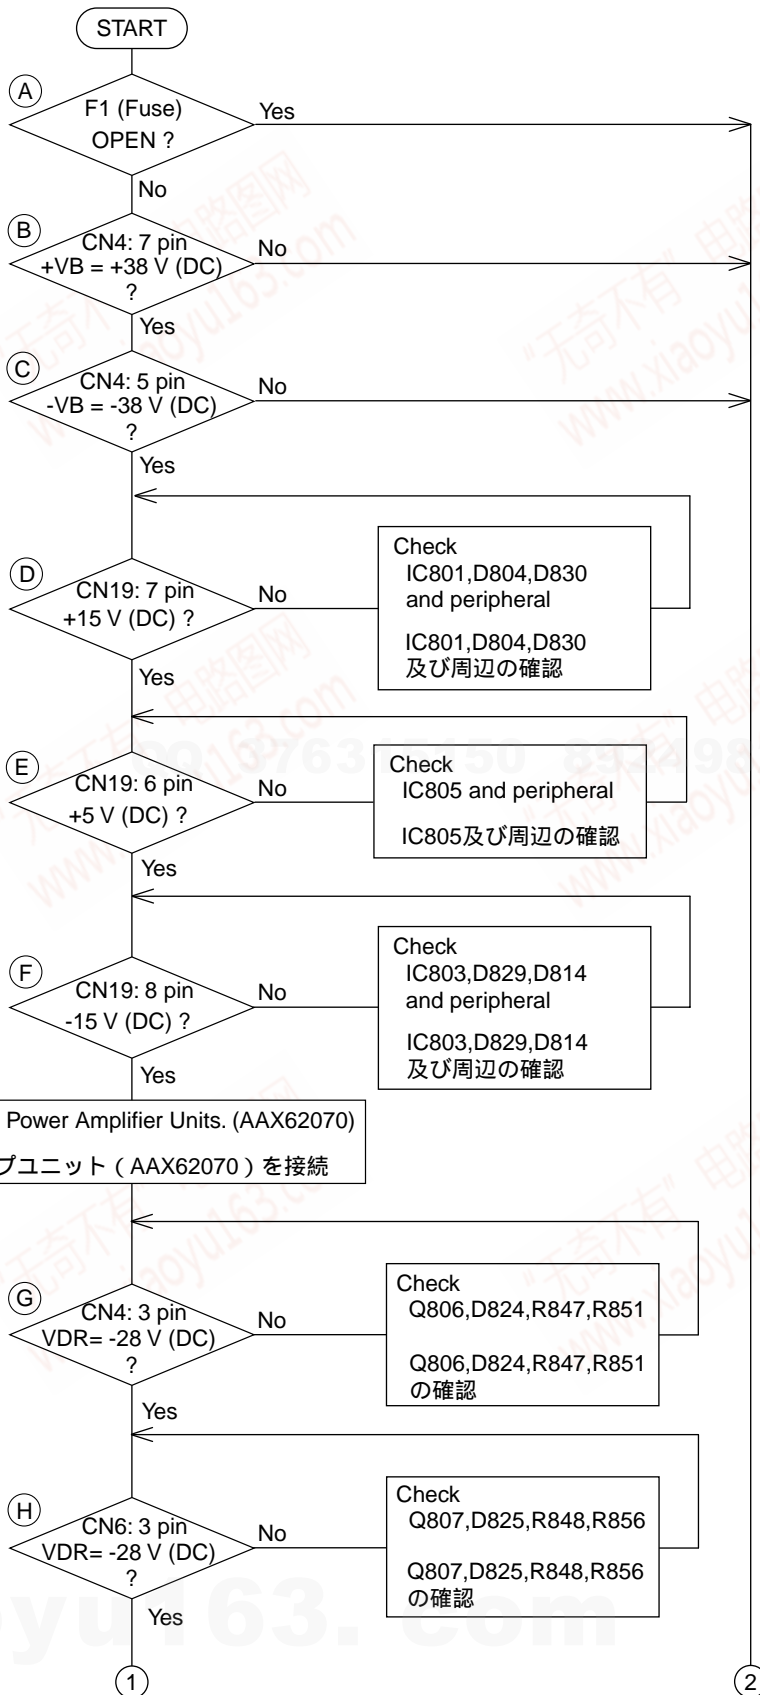 START
A
F1 (Fuse)
OPEN ?
Yes
No
B
CN4: 7 pin
+VB = +38 V (DC)
?
No
Yes
C
CN4: 5 pin
-VB = -38 V (DC)
?
No
Yes
D
CN19: 7 pin
+15 V (DC) ?
No
Check
IC801,D804,D830
and peripheral
IC801,D804,D830
及び周辺の確認
Yes
E
CN19: 6 pin
+5 V (DC) ?
No
Check
IC805 and peripheral
IC805及び周辺の確認
Yes
F
CN19: 8 pin
-15 V (DC) ?
No
Check
IC803,D829,D814
and peripheral
IC803,D829,D814
及び周辺の確認
Yes
Power Amplifier Units. (AAX62070)
プユニット（AAX62070）を接続
G
CN4: 3 pin
VDR= -28 V (DC)
?
No
Check
Q806,D824,R847,R851
Q806,D824,R847,R851
の確認
Yes
H
CN6: 3 pin
VDR= -28 V (DC)
?
No
Check
Q807,D825,R848,R856
Q807,D825,R848,R856
の確認
Yes
1
2